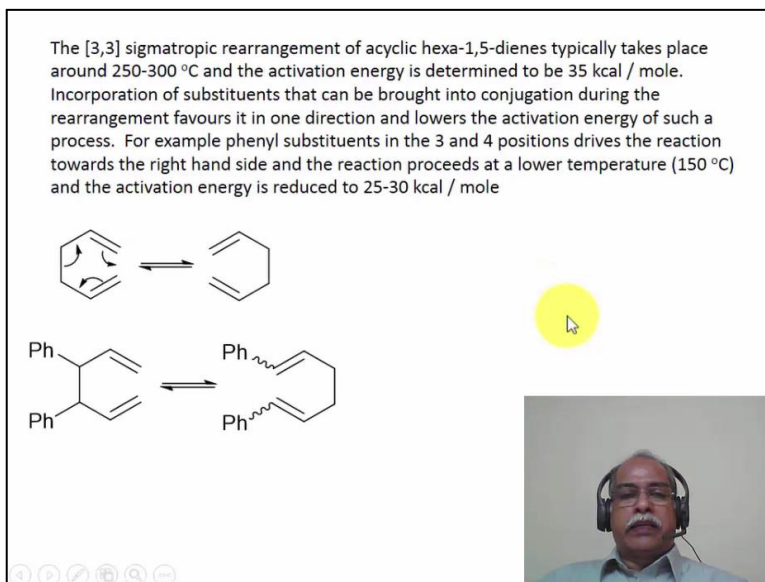 The [3,3] sigmatropic rearrangement of acyclic hexa-1,5-dienes typically takes place
around 250-300 °C and the activation energy is determined to be 35 kcal / mole.
Incorporation of substituents that can be brought into conjugation during the
rearrangement favours it in one direction and lowers the activation energy of such a
process.  For example phenyl substituents in the 3 and 4 positions drives the reaction
towards the right hand side and the reaction proceeds at a lower temperature (150 °C)
and the activation energy is reduced to 25-30 kcal / mole
Ph Ph
Ph Ph